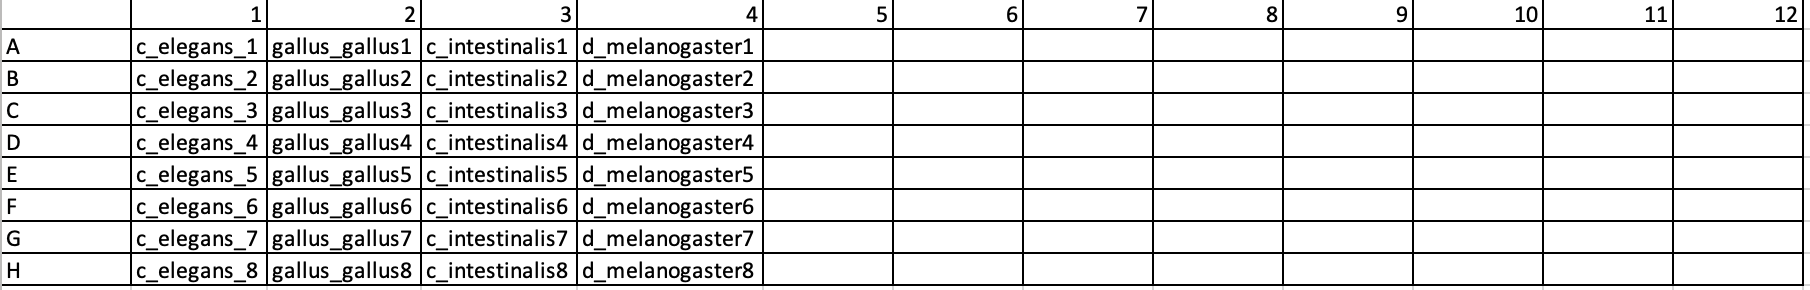 1 2 3 4 5 6 7 8 9 10 11 12
A c_elegans_1 gallus_gallus1 c_intestinalis1 d_melanogaster1
B c_elegans_2 gallus_gallus2 c_intestinalis2 d_melanogaster2
C c_elegans_3 gallus_gallus3 c_intestinalis3 d_melanogaster3
D c_elegans_4 gallus_gallus4 c_intestinalis4 d_melanogaster4
E c_elegans_5 gallus_gallus5 c_intestinalis5 d_melanogaster5
F c_elegans_6 gallus_gallus6 c_intestinalis6 d_melanogaster6
G c_elegans_7 gallus_gallus7 c_intestinalis7 d_melanogaster7
H c_elegans_8 gallus_gallus8 c_intestinalis8 d_melanogaster8